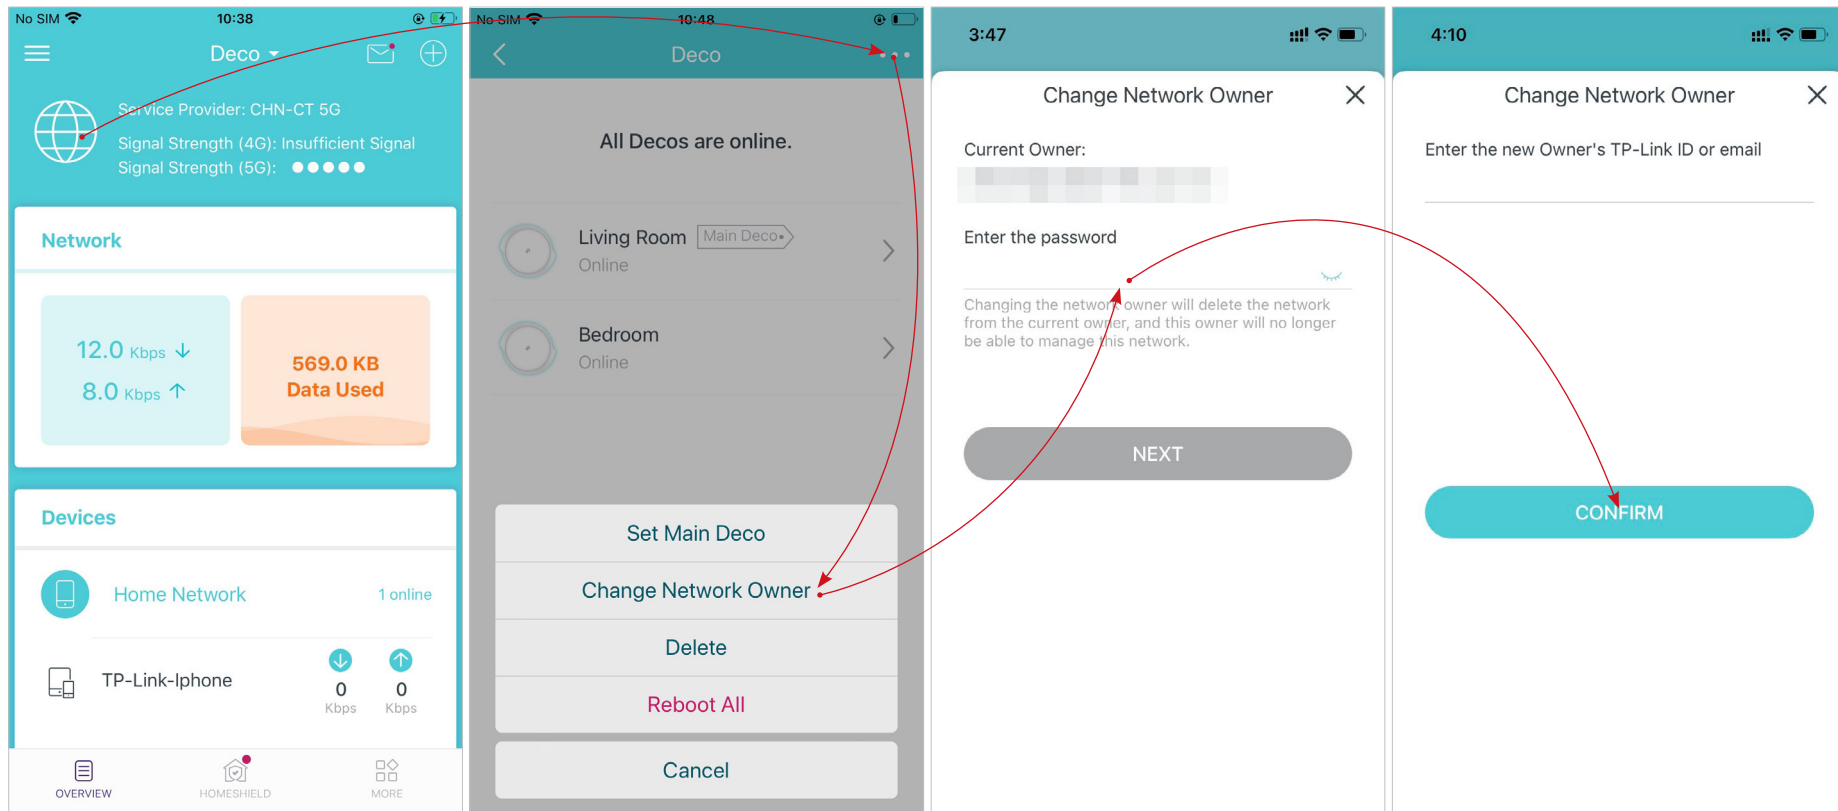 No SIM
10:38
Deco
Service Provider: CHN-CT 5G
Signal Strength (4G): Insufficient Signal
Signal Strength (5G):
Network
12.0 Kbps
8.0 Kbps
569.0 KB
Data Used
Devices
Home Network
1 online
TP-Link-Iphone
0
Kbps
0
Kbps
OVERVIEW
HOMESHIELD
MORE
No SIM
10:48
Deco
All Decos are online.
Living Room
Main Deco
Online
Bedroom
Online
Set Main Deco
Change Network Owner
Delete
Reboot All
Cancel
3:47
Change Network Owner
Current Owner:
Enter the password
Changing the network owner will delete the network
from the current owner, and this owner will no longer
be able to manage this network.
NEXT
4:10
Change Network Owner
Enter the new Owner's TP-Link ID or email
CONFIRM